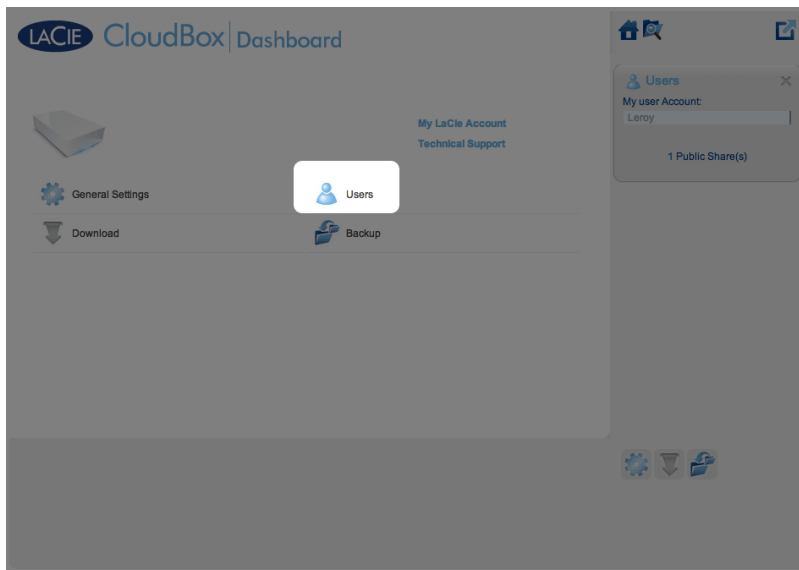 LACIE CloudBox Dashboard
My LaCie Account
Technical Support
General Settings
Users
Download
Backup
Users
My user Account:
Leroy
1 Public Share(s)